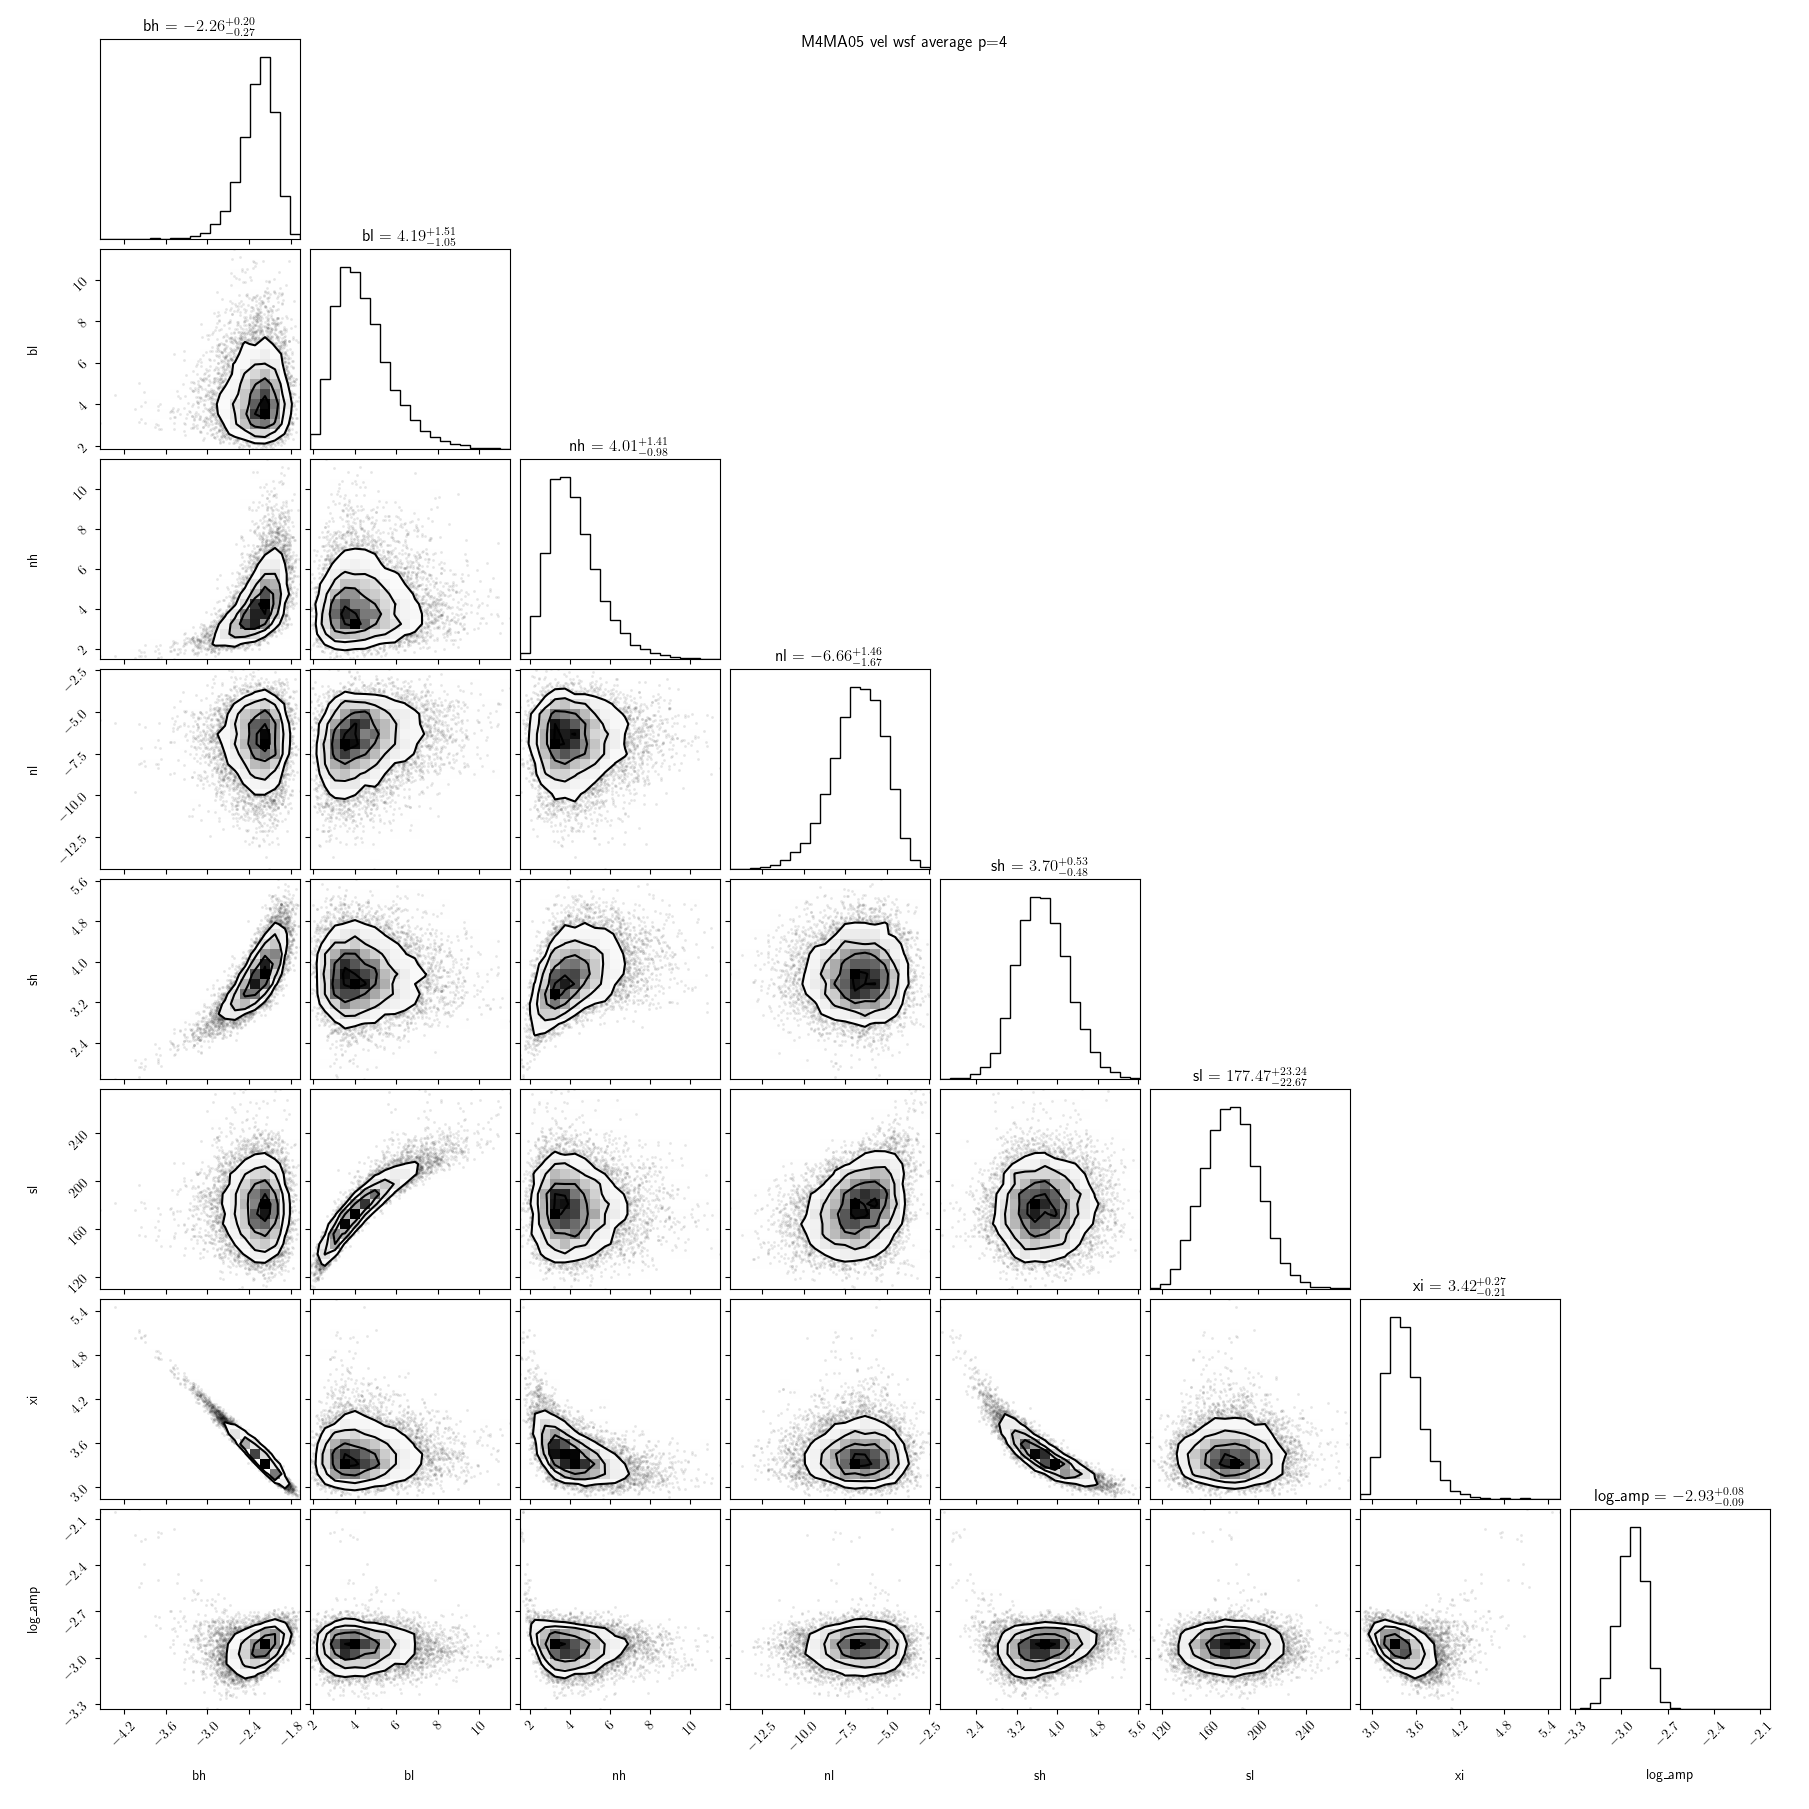 bh = −2.26+0.20 −0.27
M4MA05 vel wsf average p=4
bl = 4.19+1.51 −1.05
bl
10
8
6
4
2
nh = 4.01+1.41 −0.98
nh
10
8
6
4
2
nl = −6.66+1.46 −1.67
nl
−2.5
−5.0
−7.5
−10.0
−12.5
sh = 3.70+0.53 −0.48
sh
5.6
4.8
4.0
3.2
2.4
sl = 177.47+23.24 −22.67
sl
240
200
160
120
xi = 3.42+0.27 −0.21
xi
5.4
4.8
4.2
3.6
3.0
log_amp = −2.93+0.08 −0.09
log_amp
−2.1
−2.4
−2.7
−3.0
−3.3
−4.2 −3.6 −3.0 −2.4 −1.8 2 4 6 8 10 2 4 6 8 10 −12.5 −10.0 −7.5 −5.0 −2.5 2.4 3.2 4.0 4.8 5.6 120 160 200 240 3.0 3.6 4.2 4.8 5.4 −3.3 −3.0 −2.7 −2.4 −2.1
bh bl nh nl sh sl xi log_amp